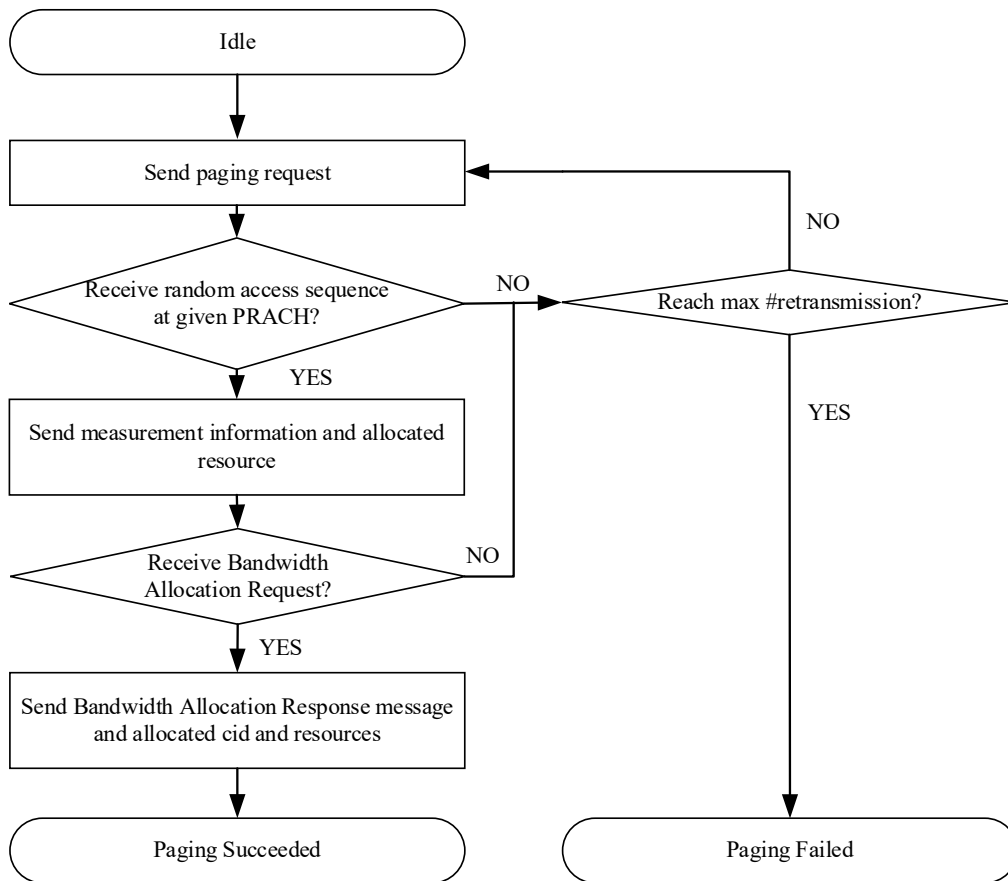 Idle
Send paging request
NO
Receive random access sequence
at given PRACH?
NO
Reach max #retransmission?
YES
YES
Send measurement information and allocated
resource
Receive Bandwidth
Allocation Request?
NO
YES
Send Bandwidth Allocation Response message
and allocated cid and resources
Paging Succeeded
Paging Failed